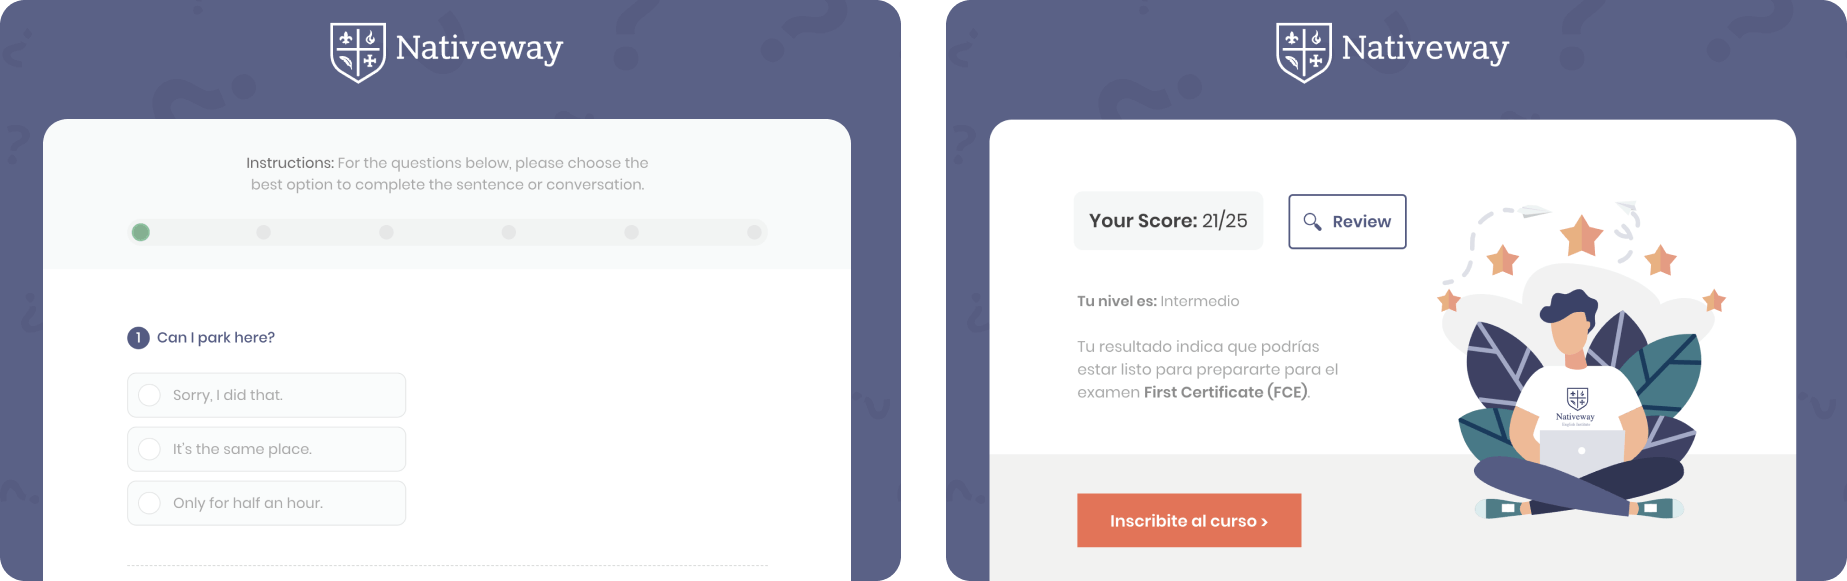 Nativeway
Instructions: For the questions below, please choose the
best option to complete the sentence or conversation.
1 Can I park here?
Sorry, I did that.
It's the same place.
Only for half an hour.
Nativeway
Your Score: 21/25
Review
Tu nivel es: Intermedio
Tu resultado indica que podrías
estar listo para prepararte para el
examen First Certificate (FCE).
Nativeway
English Institute
Inscribite al curso >